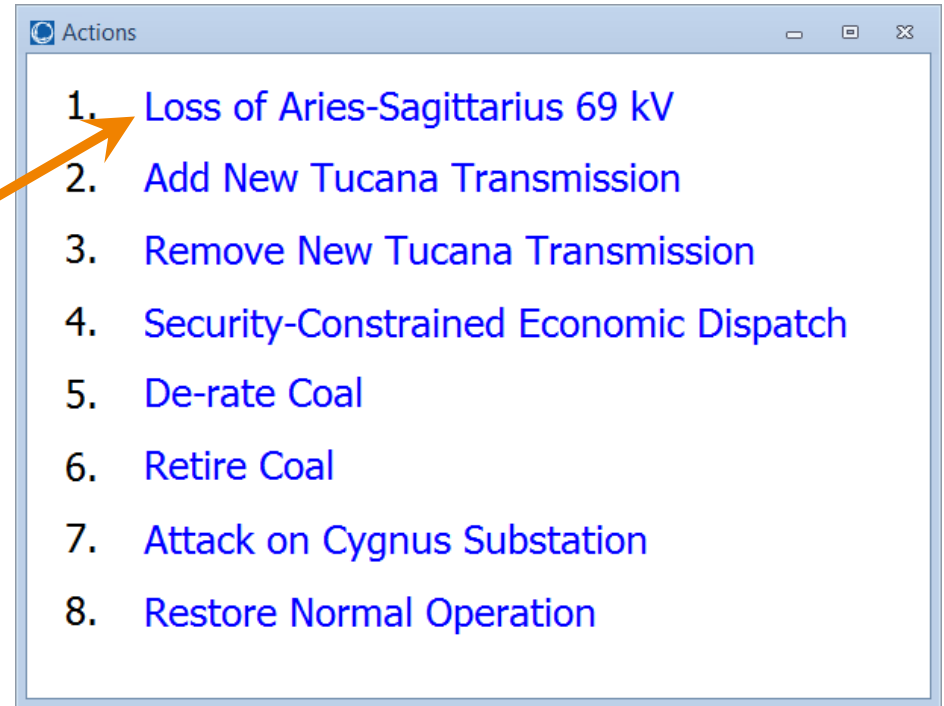 Actions
1. Loss of Aries-Sagittarius 69 kV
2. Add New Tucana Transmission
3. Remove New Tucana Transmission
4. Security-Constrained Economic Dispatch
5. De-rate Coal
6. Retire Coal
7. Attack on Cygnus Substation
8. Restore Normal Operation